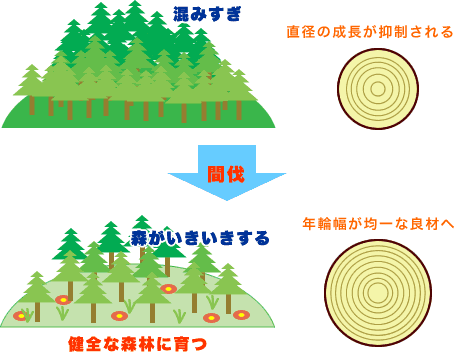 混みすぎ
直径の成長が抑制される
間伐
森がいきいきする
年輪幅が均一な良材へ
健全な森林に育つ